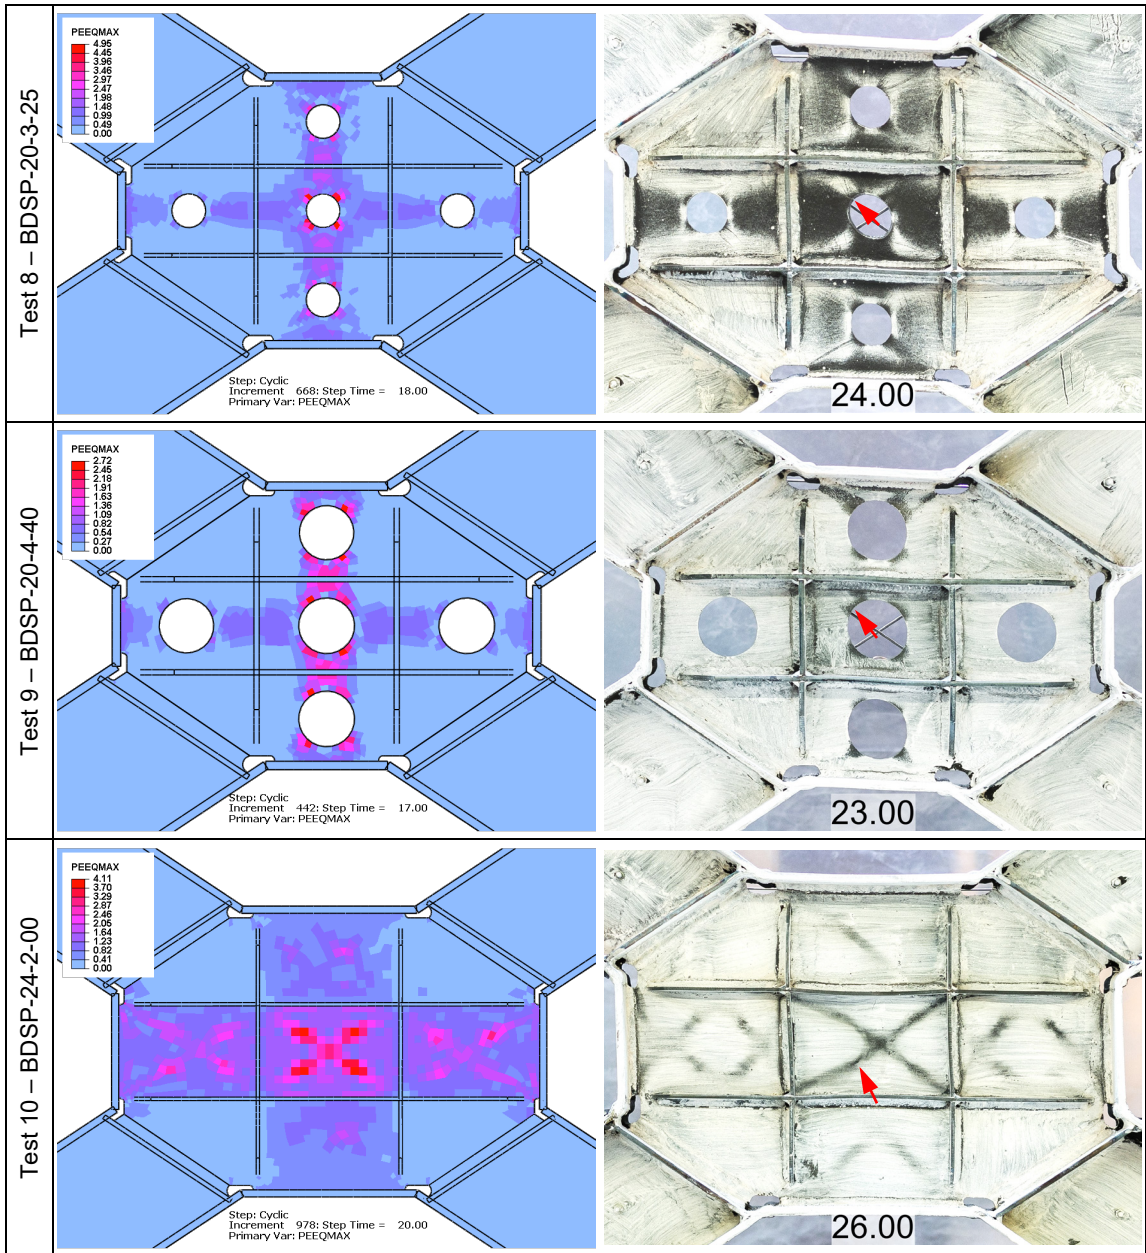 Test 8 – BDSP-20-3-25
PEEQMAX
4.95
4.45
3.96
3.46
2.97
2.47
1.98
1.48
0.99
0.49
0.00
Step: Cyclic
Increment 668: Step Time = 18.00
Primary Var: PEEQMAX
24.00
Test 9 – BDSP-20-4-40
PEEQMAX
2.72
2.45
2.18
1.91
1.63
1.36
1.09
0.82
0.54
0.27
0.00
Step: Cyclic
Increment 442: Step Time = 17.00
Primary Var: PEEQMAX
23.00
Test 10 – BDSP-24-2-00
PEEQMAX
4.11
3.70
3.29
2.87
2.46
2.05
1.64
1.23
0.82
0.41
0.00
Step: Cyclic
Increment 978: Step Time = 20.00
Primary Var: PEEQMAX
26.00